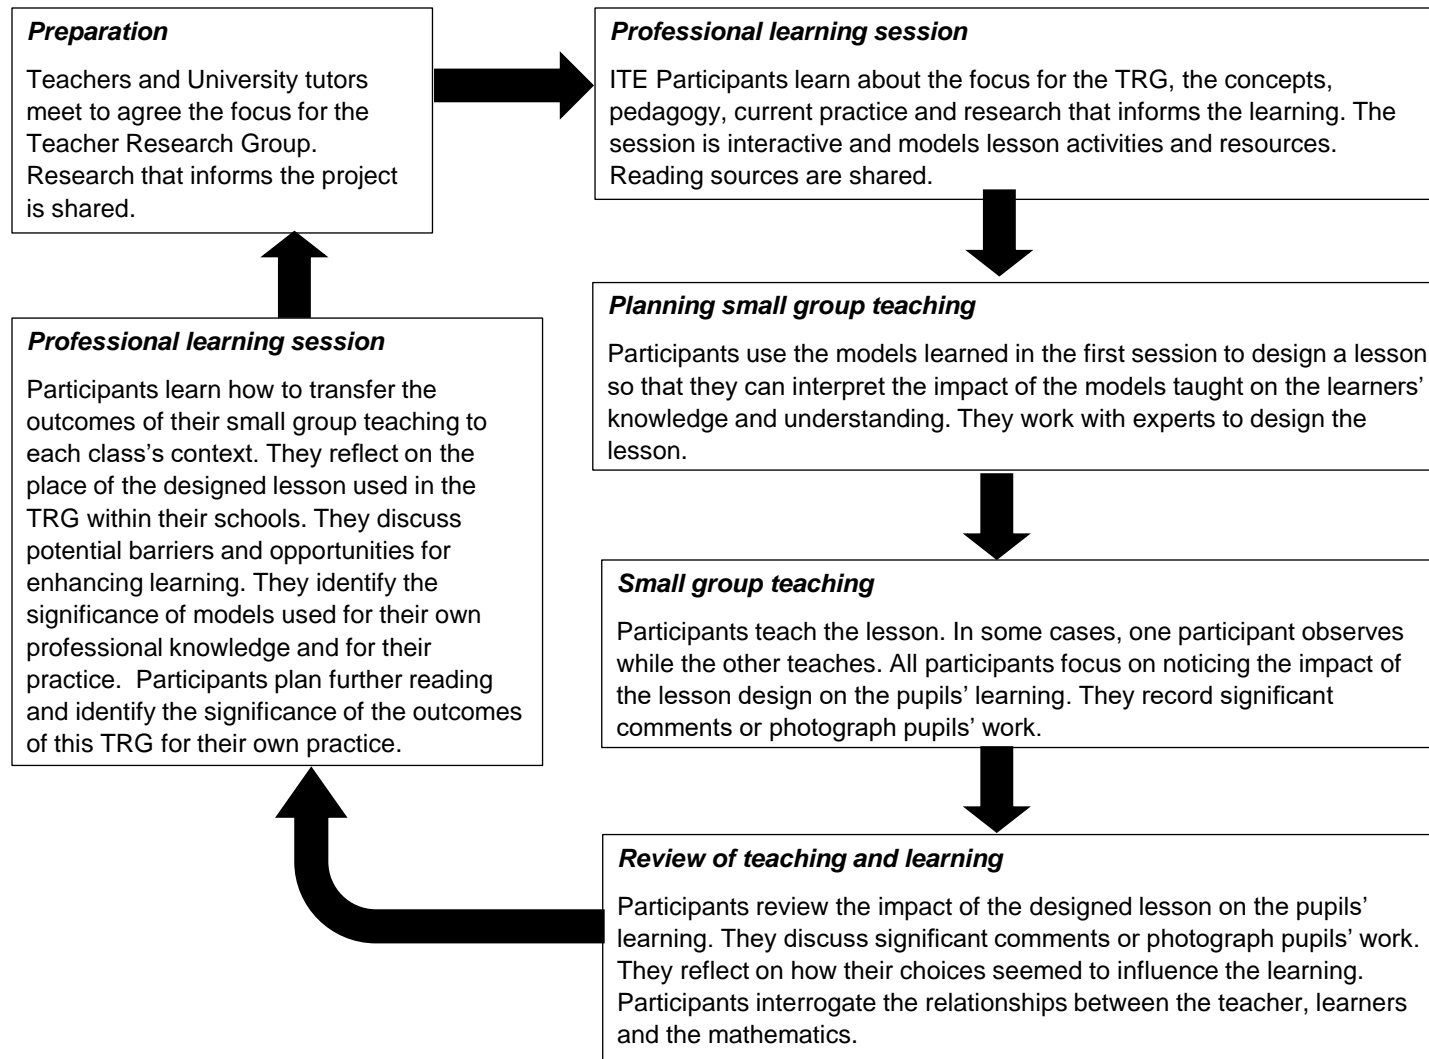 Preparation
Teachers and University tutors
meet to agree the focus for the
Teacher Research Group.
Research that informs the project
is shared.
Professional learning session
ITE Participants learn about the focus for the TRG, the concepts,
pedagogy, current practice and research that informs the learning. The
session is interactive and models lesson activities and resources.
Reading sources are shared.
Planning small group teaching
Participants use the models learned in the first session to design a lesson
so that they can interpret the impact of the models taught on the learners’
knowledge and understanding. They work with experts to design the
lesson.
Small group teaching
Participants teach the lesson. In some cases, one participant observes
while the other teaches. All participants focus on noticing the impact of
the lesson design on the pupils’ learning. They record significant
comments or photograph pupils’ work.
Review of teaching and learning
Participants review the impact of the designed lesson on the pupils’
learning. They discuss significant comments or photograph pupils’ work.
They reflect on how their choices seemed to influence the learning.
Participants interrogate the relationships between the teacher, learners
and the mathematics.
Professional learning session
Participants learn how to transfer the
outcomes of their small group teaching to
each class’s context. They reflect on the
place of the designed lesson used in the
TRG within their schools. They discuss
potential barriers and opportunities for
enhancing learning. They identify the
significance of models used for their own
professional knowledge and for their
practice.  Participants plan further reading
and identify the significance of the outcomes
of this TRG for their own practice.